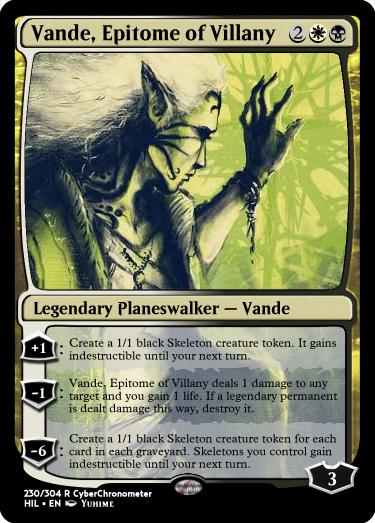 Vande, Epitome of Villany 2
Legendary Planeswalker — Vande
+1: Create a 1/1 black Skeleton creature token. It gains
indestructible until your next turn.
-1: Vande, Epitome of Villany deals 1 damage to any
target and you gain 1 life. If a legendary permanent
is dealt damage this way, destroy it.
-6: Create a 1/1 black Skeleton creature token for each
card in each graveyard. Skeletons you control gain
indestructible until your next turn.
3
230/304 R CyberChronometer
HIL • EN Yuhime